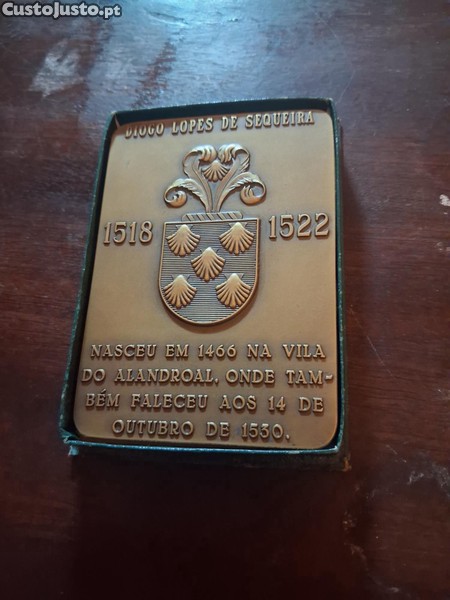 CustoJusto.pt
DIOGO LOPES DE SEQUEIRA
1518 1522
NASCEU EM 1466 NA VILA
DO ALANDROAL, ONDE TAM-
BÉM FALECEU AOS 14 DE
OUTUBRO DE 1530.